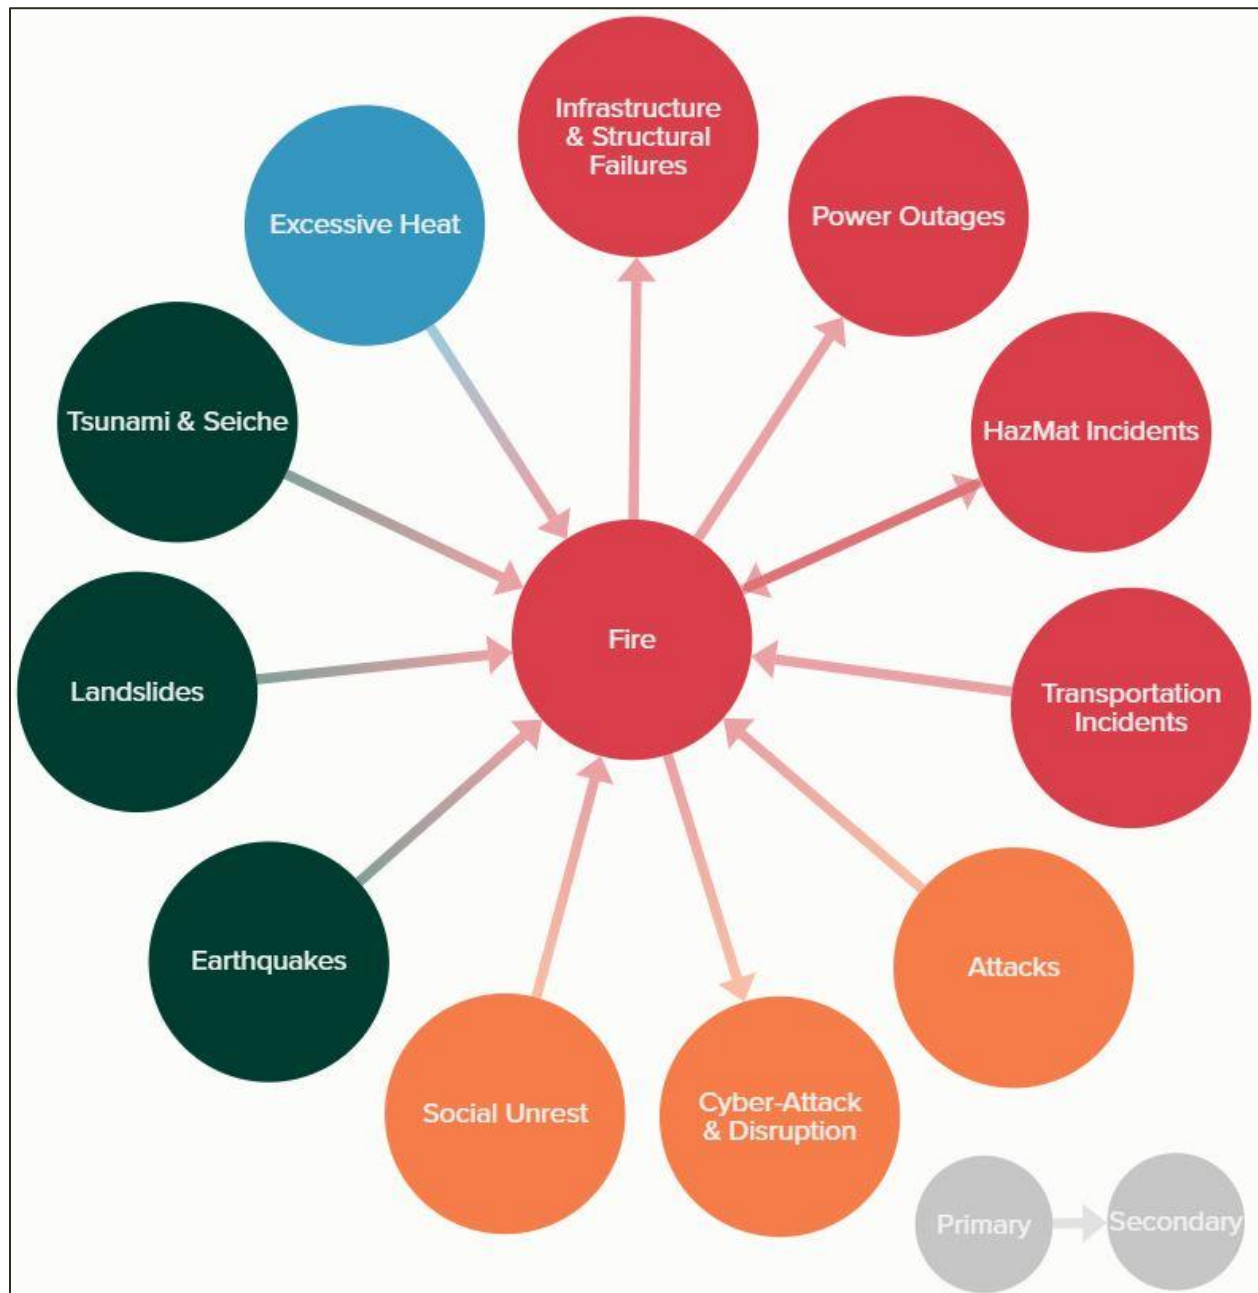 Infrastructure
& Structural
Failures
Power Outages
Excessive Heat
HazMat Incidents
Tsunami & Seiche
Fire
Landslides
Transportation
Incidents
Earthquakes
Attacks
Social Unrest
Cyber-Attack
& Disruption
Primary
Secondary